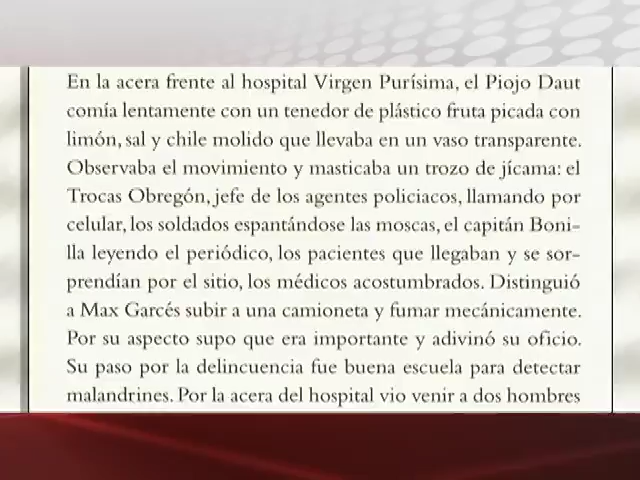 En la acera frente al hospital Virgen Purísima, el Piojo Daut
comía lentamente con un tenedor de plástico fruta picada con
limón, sal y chile molido que llevaba en un vaso transparente.
Observaba el movimiento y masticaba un trozo de jícama: el
Trocas Obregón, jefe de los agentes policiacos, llamando por
celular, los soldados espantándose las moscas, el capitán Boni-
lla leyendo el periódico, los pacientes que llegaban y se sor-
prendían por el sitio, los médicos acostumbrados. Distinguió
a Max Garcés subir a una camioneta y fumar mecánicamente.
Por su aspecto supo que era importante y adivinó su oficio.
Su paso por la delincuencia fue buena escuela para detectar
malandrines. Por la acera del hospital vio venir a dos hombres